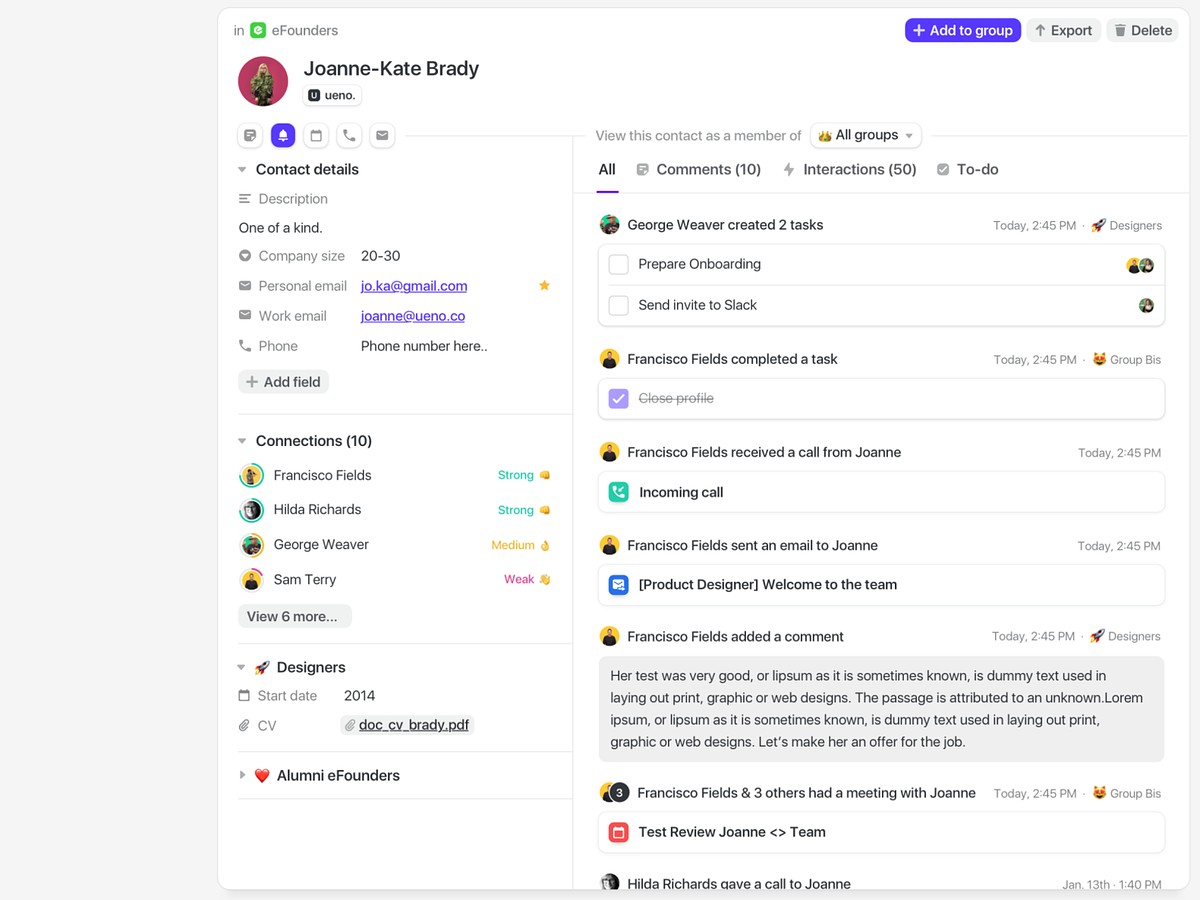 in eFounders
Add to group
Export
Delete
Joanne-Kate Brady
U ueno.
View this contact as a member of
All groups
Contact details
Description
One of a kind.
Company size 20-30
Personal email jo.ka@gmail.com
Work email joanne@ueno.co
Phone Phone number here..
Add field
Connections (10)
Francisco Fields Strong
Hilda Richards Strong
George Weaver Medium
Sam Terry Weak
View 6 more...
Designers
Start date 2014
CV doc_cv_brady.pdf
Alumni eFounders
All
Comments (10)
Interactions (50)
To-do
George Weaver created 2 tasks
Today, 2:45 PM · Designers
Prepare Onboarding
Send invite to Slack
Francisco Fields completed a task
Today, 2:45 PM · Group Bis
Close profile
Francisco Fields received a call from Joanne
Today, 2:45 PM
Incoming call
Francisco Fields sent an email to Joanne
Today, 2:45 PM
[Product Designer] Welcome to the team
Francisco Fields added a comment
Today, 2:45 PM · Designers
Her test was very good, or lipsum as it is sometimes known, is dummy text used in
laying out print, graphic or web designs. The passage is attributed to an unknown.Lorem
ipsum, or lipsum as it is sometimes known, is dummy text used in laying out print,
graphic or web designs. Let’s make her an offer for the job.
3
Francisco Fields & 3 others had a meeting with Joanne
Today, 2:45 PM · Group Bis
Test Review Joanne <> Team
Hilda Richards gave a call to Joanne
Jan, 13th · 1:40 PM